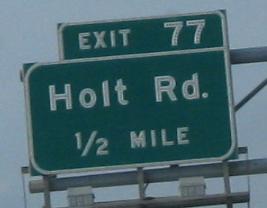 EXIT 77
Holt Rd.
1/2 MILE